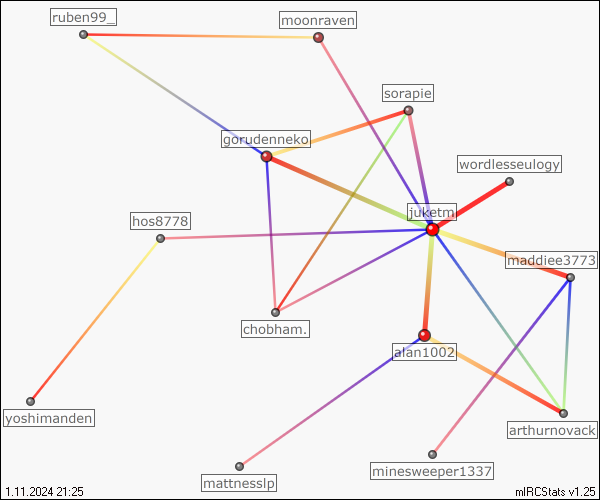 ruben99_
moonraven
sorapie
gorudenneko
wordlesseulogy
juketm
hos8778
maddiee3773
chobham.
alan1002
yoshimanden
arthurnovack
minesweeper1337
mattnesslp
1.11.2024 21:25
mIRCStats v1.25